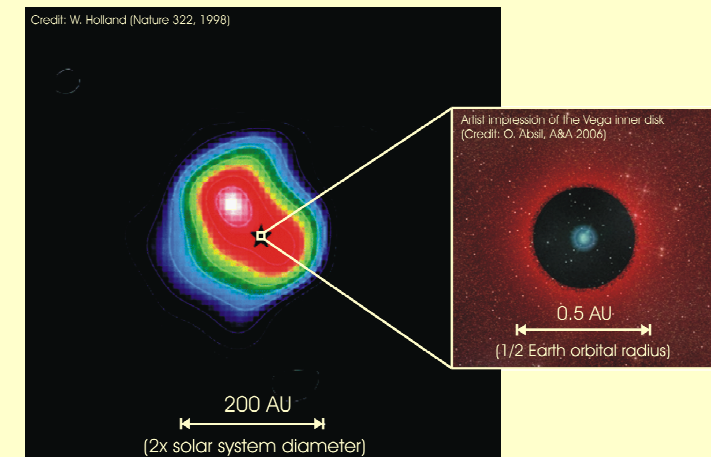 Credit: W. Holland (Nature 322, 1998)
Artist impression of the Vega inner disk
(Credit: O. Absil, A&A 2006)
0.5 AU
(1/2 Earth orbital radius)
200 AU
(2x solar system diameter)